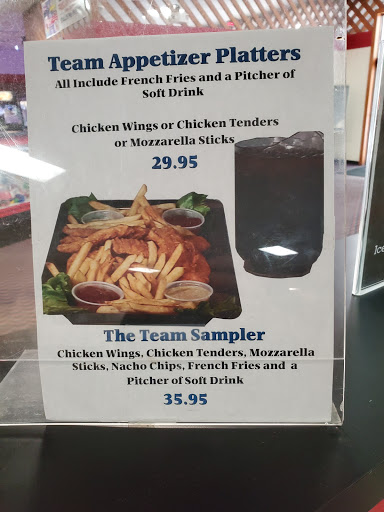 Team Appetizer Platters
All Include French Fries and a Pitcher of
Soft Drink
Chicken Wings or Chicken Tenders
or Mozzarella Sticks
29.95
The Team Sampler
Chicken Wings, Chicken Tenders, Mozzarella
Sticks, Nacho Chips, French Fries and a
Pitcher of Soft Drink
35.95